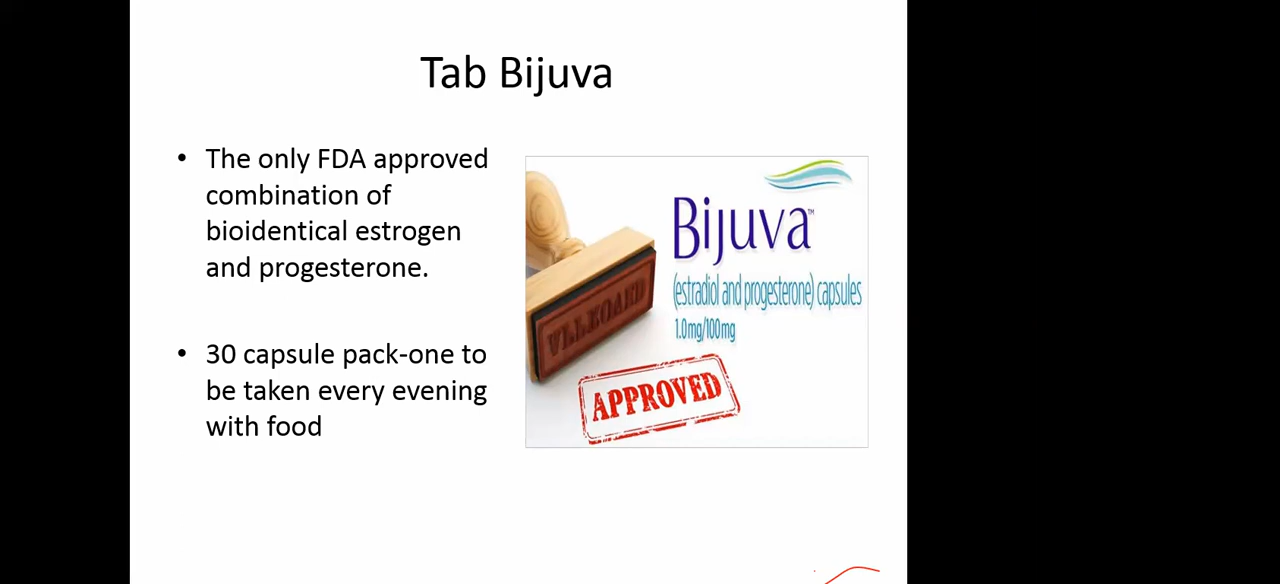 Tab Bijuva
• The only FDA approved
combination of
bioidentical estrogen
and progesterone.
• 30 capsule pack-one to
be taken every evening
with food
Bijuva™
(estradiol and progesterone) capsules
1.0mg/100mg
APPROVED